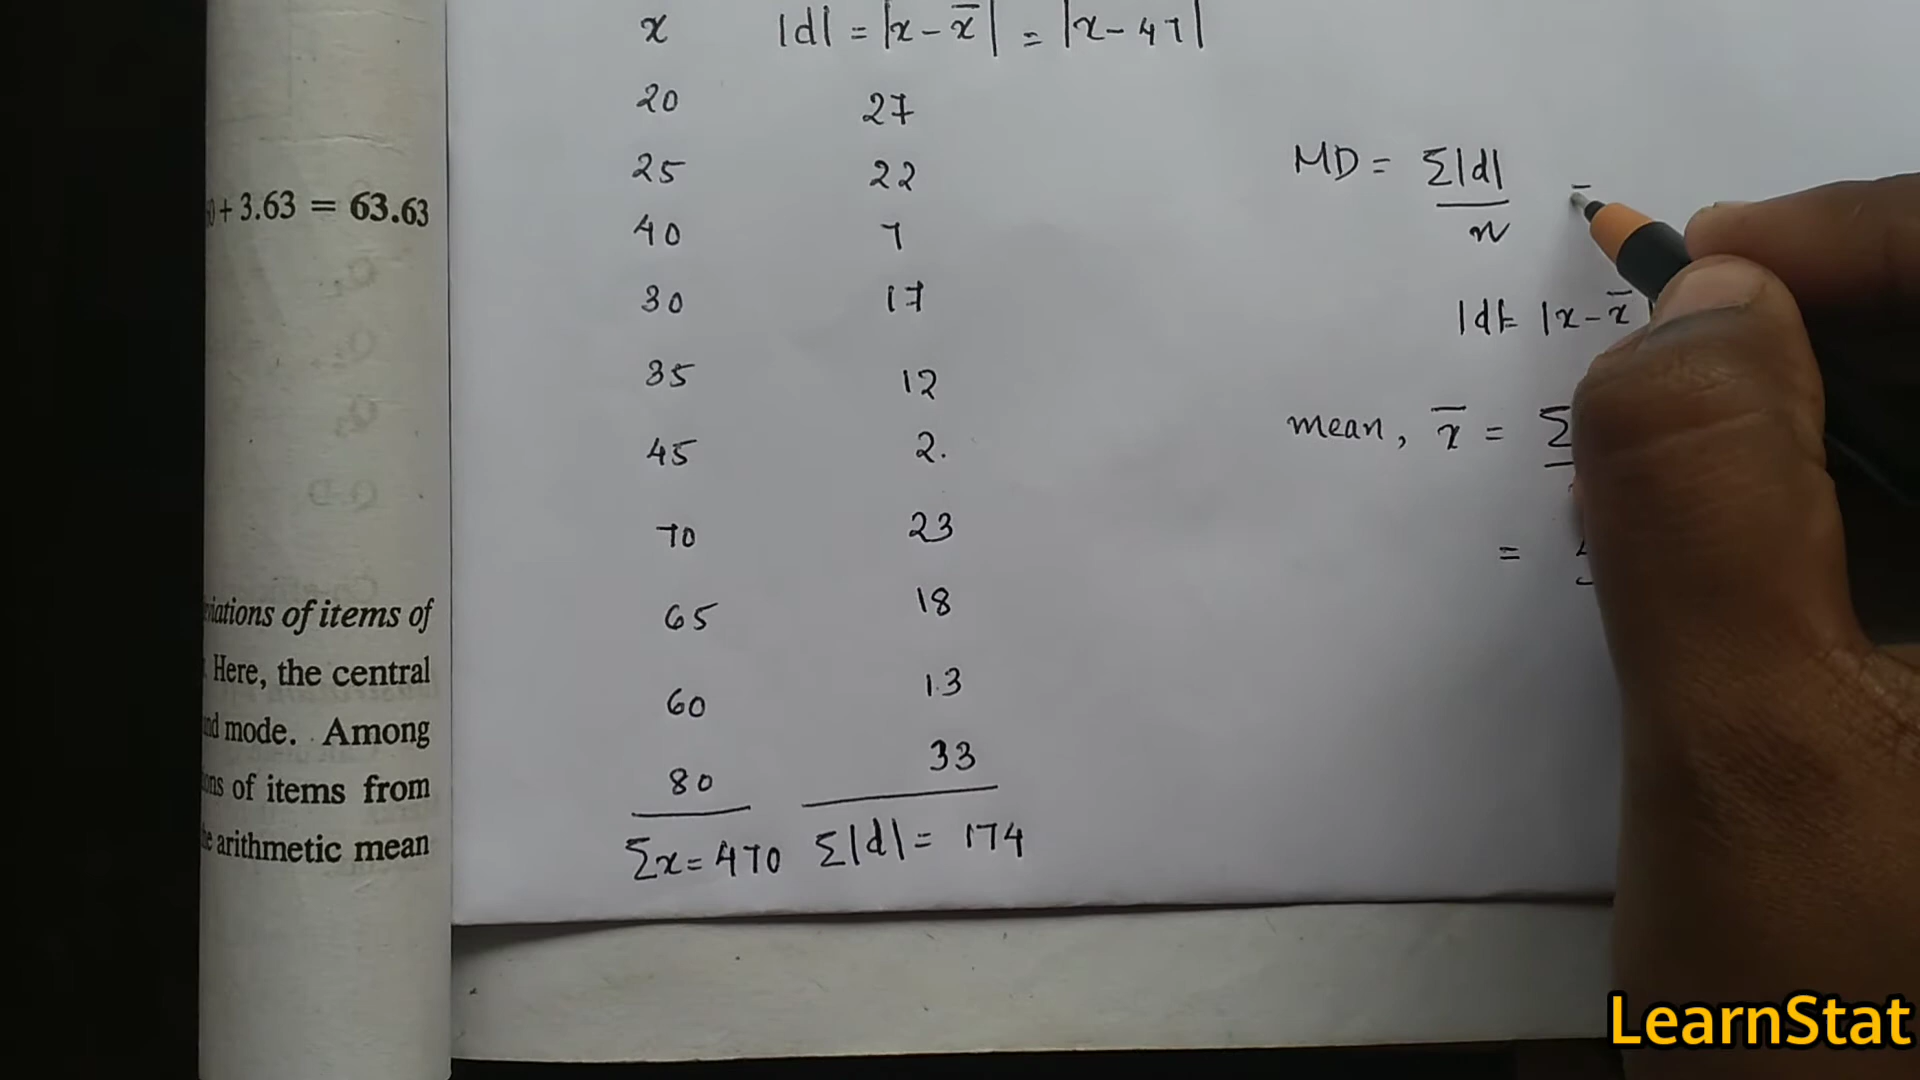 x |d| = |x - x̅| = |x - 47|
20 27
25 22
40 7
30 17
35 12
45 2.
70 23
65 18
60 13
80 33
Σx = 470 Σ|d| = 174
MD = Σ|d|
n
|d| = |x - x̅|
mean, x̅ = Σ
=
+ 3.63 = 63.63
of items of
Here, the central
mode. Among
of items from
arithmetic mean
LearnStat